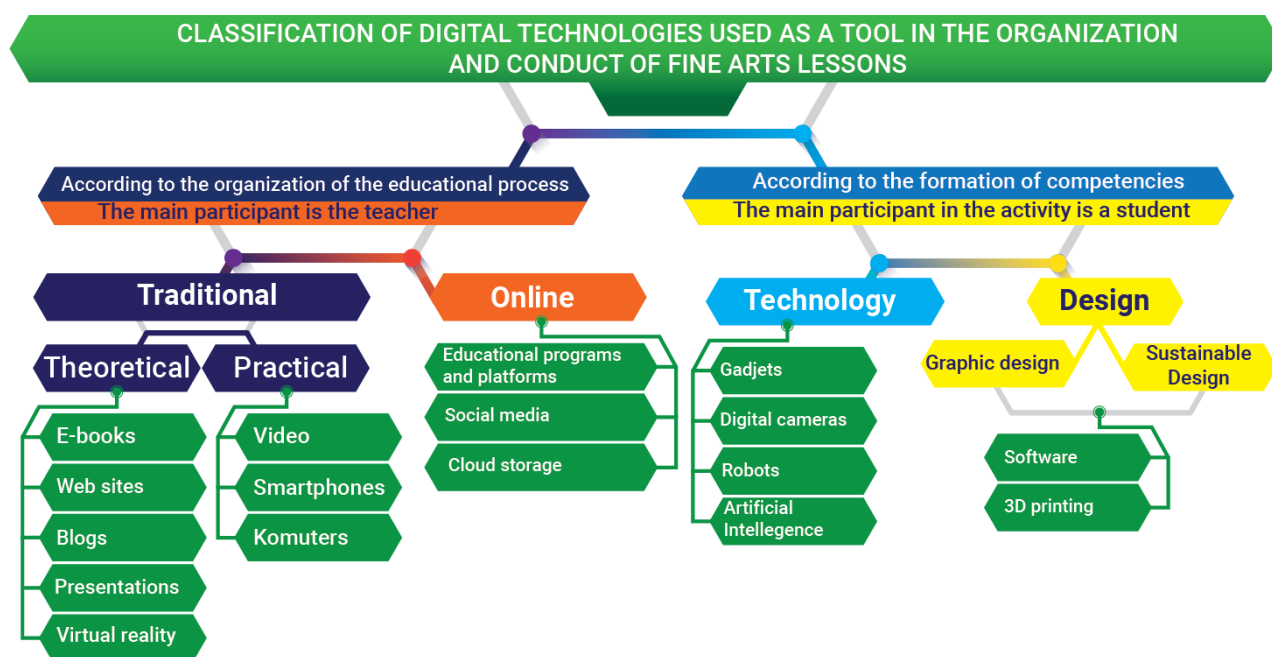 CLASSIFICATION OF DIGITAL TECHNOLOGIES USED AS A TOOL IN THE ORGANIZATION
AND CONDUCT OF FINE ARTS LESSONS
According to the organization of the educational process
The main participant is the teacher
According to the formation of competencies
The main participant in the activity is a student
Traditional
Online
Technology
Design
Theoretical
Practical
E-books
Web sites
Blogs
Presentations
Virtual reality
Video
Smartphones
Komuters
Educational programs
and platforms
Social media
Cloud storage
Gadjets
Digital cameras
Robots
Artificial
Intellegence
Graphic design
Sustainable
Design
Software
3D printing